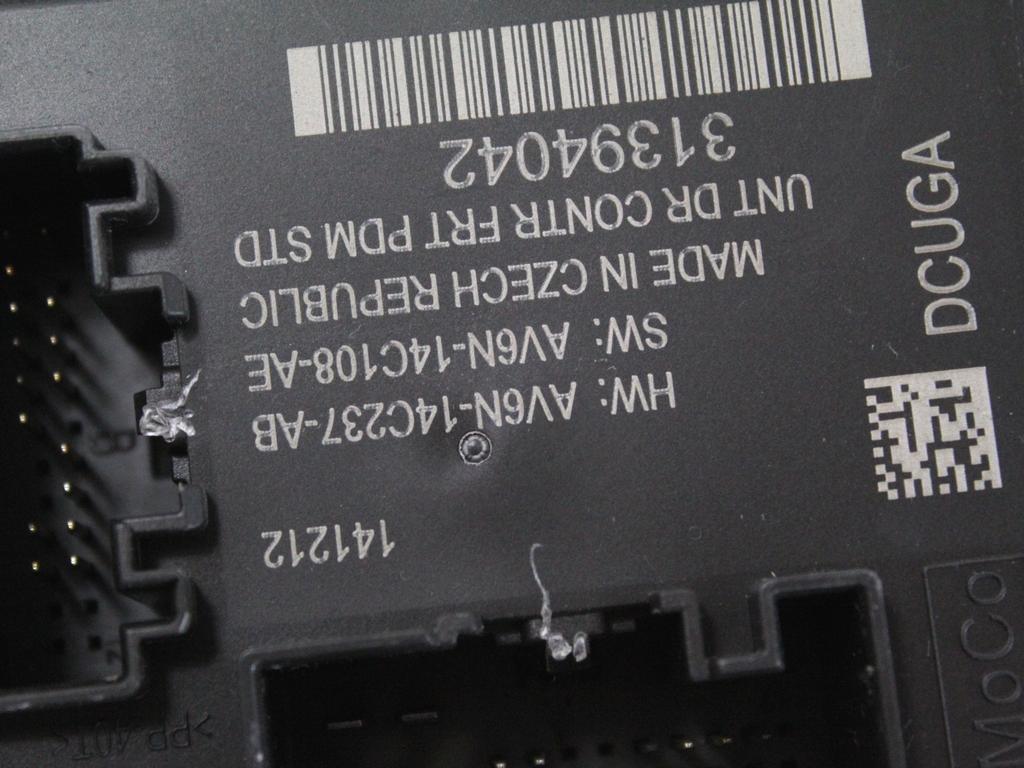 31394042
UNT DR CONTR FRT PDM STD
MADE IN CZECH REPUBLIC
SW: AV6N-14C108-AE
HW: AV6N-14C237-AB
141212
DCUGA
MoCo